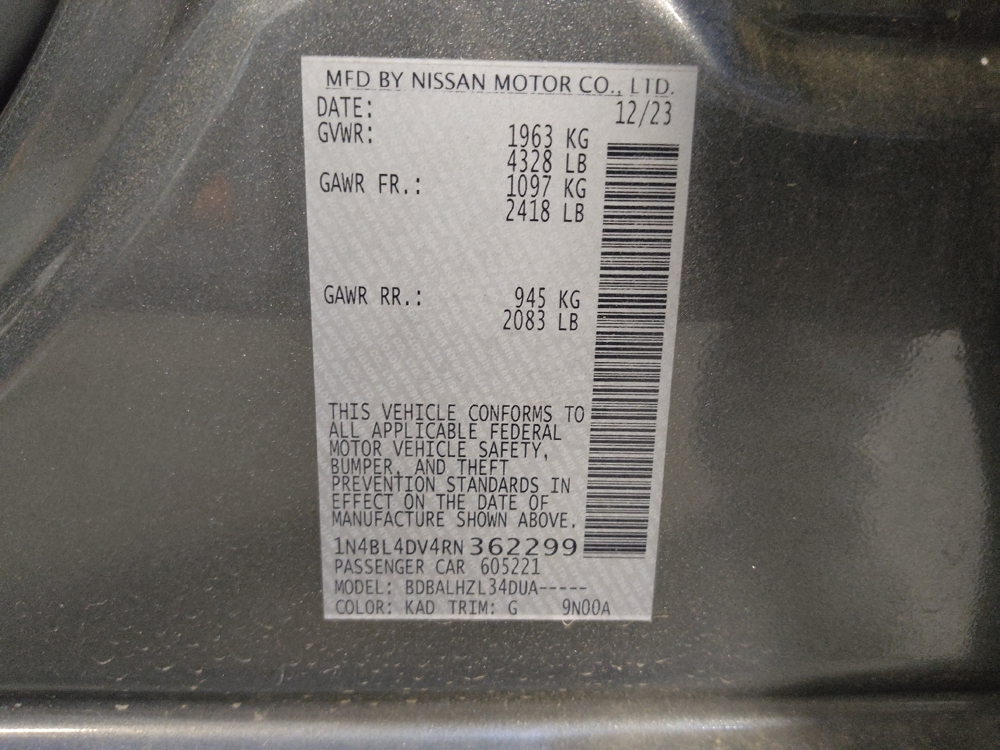 MFD BY NISSAN MOTOR CO., LTD.
DATE: 12/23
GVWR: 1963 KG
4328 LB
GAWR FR.: 1097 KG
2418 LB
GAWR RR.: 945 KG
2083 LB
THIS VEHICLE CONFORMS TO
ALL APPLICABLE FEDERAL
MOTOR VEHICLE SAFETY,
BUMPER, AND THEFT
PREVENTION STANDARDS IN
EFFECT ON THE DATE OF
MANUFACTURE SHOWN ABOVE.
1N4BL4DV4RN362299
PASSENGER CAR 605221
MODEL: BDBALHZL34DUA-----
COLOR: KAD TRIM: G 9N00A